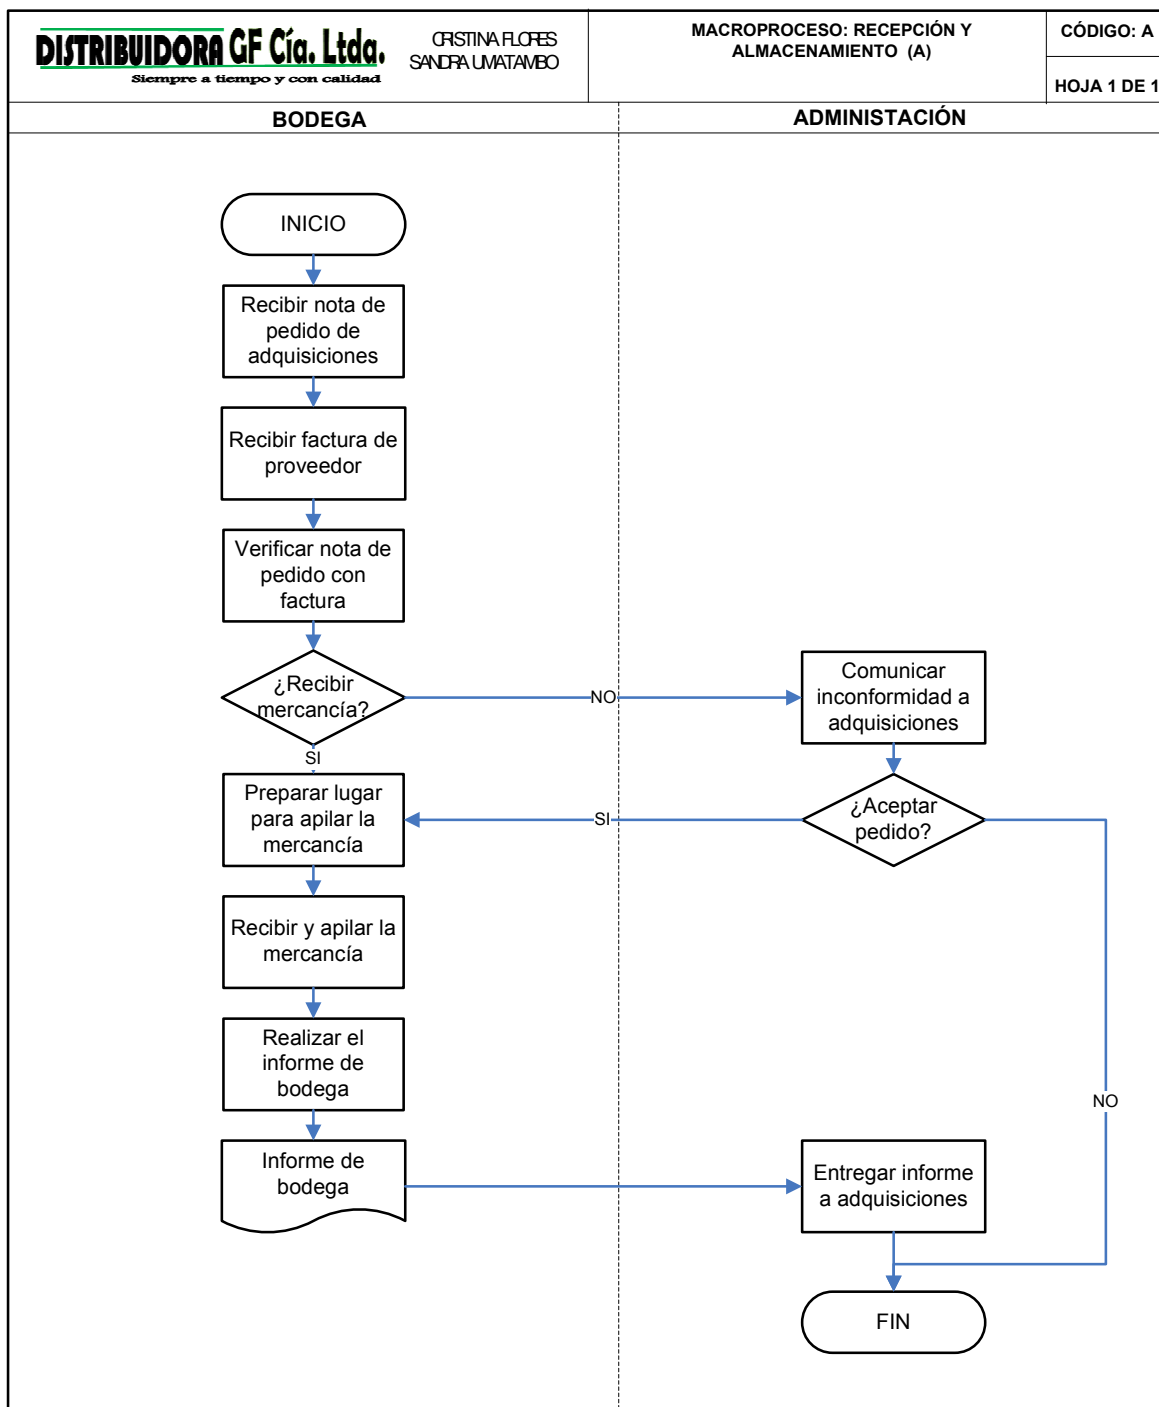 DISTRIBUIDORA GF Cía. Ltda.
Siempre a tiempo y con calidad
CRISTINA FLORES
SANDRA UMATAMBO
MACROPROCESO: RECEPCIÓN Y
ALMACENAMIENTO (A)
CÓDIGO: A
HOJA 1 DE 1
BODEGA
ADMINISTACIÓN
INICIO
Recibir nota de
pedido de
adquisiciones
Recibir factura de
proveedor
Verificar nota de
pedido con
factura
¿Recibir
mercancía?
NO
Comunicar
inconformidad a
adquisiciones
SI
Preparar lugar
para apilar la
mercancía
SI
¿Aceptar
pedido?
Recibir y apilar la
mercancía
Realizar el
informe de
bodega
NO
Informe de
bodega
Entregar informe
a adquisiciones
FIN